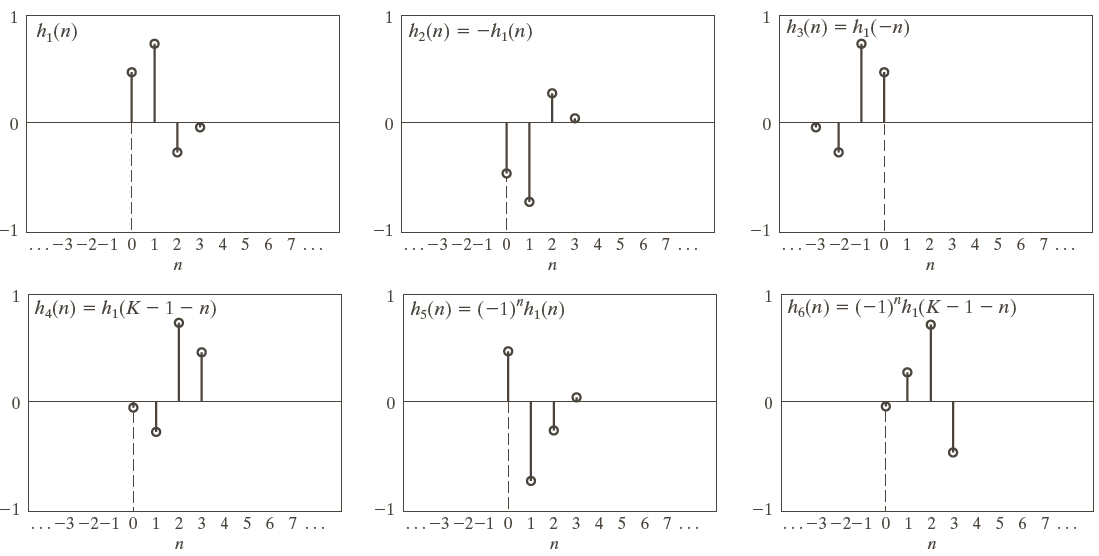 1 h₁(n) 1 h₂(n) = −h₁(n) 1 h₃(n) = h₁(−n)
0 0 0
−1 −1 −1
...−3 −2−1 0 1 2 3 4 5 6 7 ... ...−3 −2−1 0 1 2 3 4 5 6 7 ... ...−3 −2−1 0 1 2 3 4 5 6 7 ...
n n n
1 h₄(n) = h₁(K − 1 − n) 1 h₅(n) = (−1)ⁿh₁(n) 1 h₆(n) = (−1)ⁿh₁(K − 1 − n)
0 0 0
−1 −1 −1
...−3 −2−1 0 1 2 3 4 5 6 7 ... ...−3 −2−1 0 1 2 3 4 5 6 7 ... ...−3 −2−1 0 1 2 3 4 5 6 7 ...
n n n